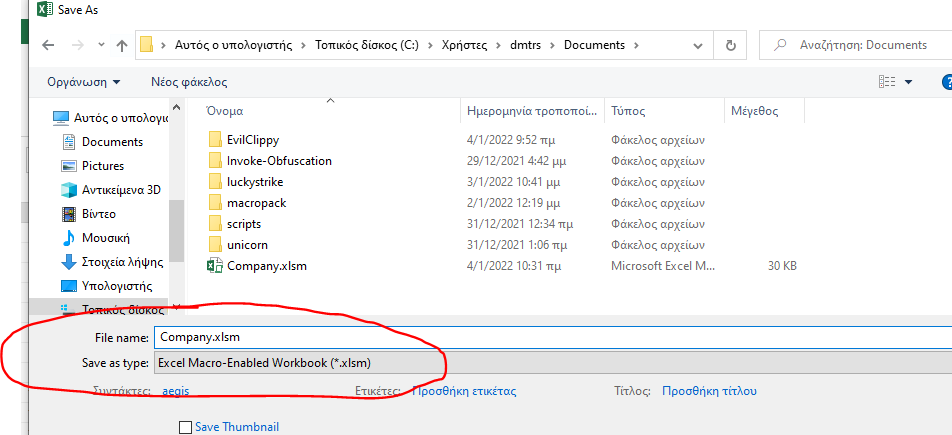 Save As
Αυτός ο υπολογιστής > Τοπικός δίσκος (C:) > Χρήστες > dmtrs > Documents >
Αναζήτηση: Documents
Οργάνωση Νέος φάκελος
Όνομα Ημερομηνία τροποποί... Τύπος Μέγεθος
Αυτός ο υπολογι
Documents
Pictures
Αντικείμενα 3D
Βίντεο
Μουσική
Στοιχεία λήψης
Υπολογιστής
Τοπικός δίσκος
EvilClippy 4/1/2022 9:52 πμ Φάκελος αρχείων
Invoke-Obfuscation 29/12/2021 4:42 μμ Φάκελος αρχείων
luckystrike 3/1/2022 10:41 μμ Φάκελος αρχείων
macropack 2/1/2022 12:19 μμ Φάκελος αρχείων
scripts 31/12/2021 12:34 πμ Φάκελος αρχείων
unicorn 31/12/2021 1:06 πμ Φάκελος αρχείων
Company.xlsm 4/1/2022 10:31 πμ Microsoft Excel M... 30 KB
File name: Company.xlsm
Save as type: Excel Macro-Enabled Workbook (*.xlsm)
Συντάκτες: aegis Ετικέτες: Προσθήκη ετικέτας Τίτλος: Προσθήκη τίτλου
Save Thumbnail